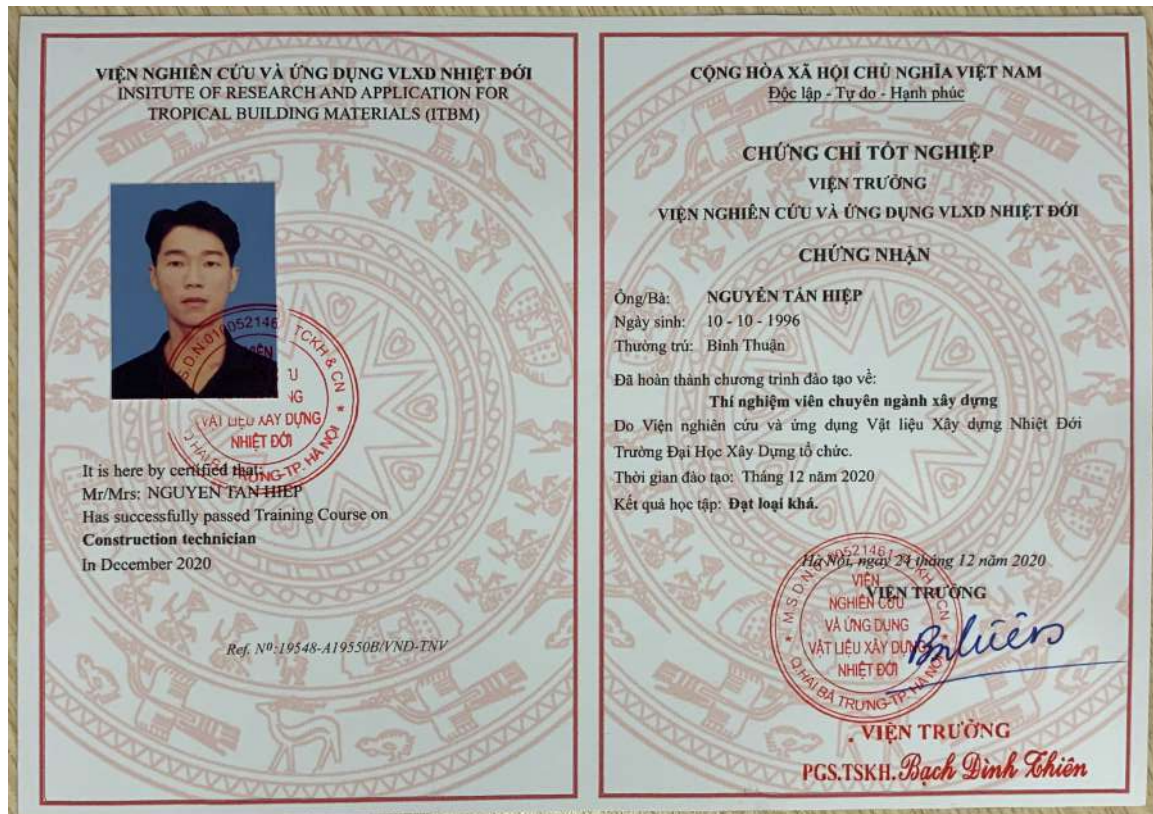 VIỆN NGHIÊN CỨU VÀ ỨNG DỤNG VLXD NHIỆT ĐỚI
INSITUTE OF RESEARCH AND APPLICATION FOR
TROPICAL BUILDING MATERIALS (ITBM)
VẬT LIỆU XÂY DỰNG
NHIỆT ĐỚI
It is here by certified that:
Mr/Mrs: NGUYEN TAN HIEP
Has successfully passed Training Course on
Construction technician
In December 2020
Ref. Nº:19548-A19550B/VND-TNV
CỘNG HÒA XÃ HỘI CHỦ NGHĨA VIỆT NAM
Độc lập - Tự do - Hạnh phúc
CHỨNG CHỈ TỐT NGHIỆP
VIỆN TRƯỞNG
VIỆN NGHIÊN CỨU VÀ ỨNG DỤNG VLXD NHIỆT ĐỚI
CHỨNG NHẬN
Ông/Bà: NGUYỄN TẤN HIỆP
Ngày sinh: 10 - 10 - 1996
Thường trú: Bình Thuận
Đã hoàn thành chương trình đào tạo về:
Thí nghiệm viên chuyên ngành xây dựng
Do Viện nghiên cứu và ứng dụng Vật liệu Xây dựng Nhiệt Đới
Trường Đại Học Xây Dựng tổ chức.
Thời gian đào tạo: Tháng 12 năm 2020
Kết quả học tập: Đạt loại khá.
Hà Nội, ngày 24 tháng 12 năm 2020
VIỆN TRƯỞNG
VIỆN
NGHIÊN CỨU
VÀ ỨNG DỤNG
VẬT LIỆU XÂY DỰNG
NHIỆT ĐỚI
Q.HAI BÀ TRƯNG-TP.HÀ NỘI
VIỆN TRƯỞNG
PGS.TSKH. Bạch Đình Thiên